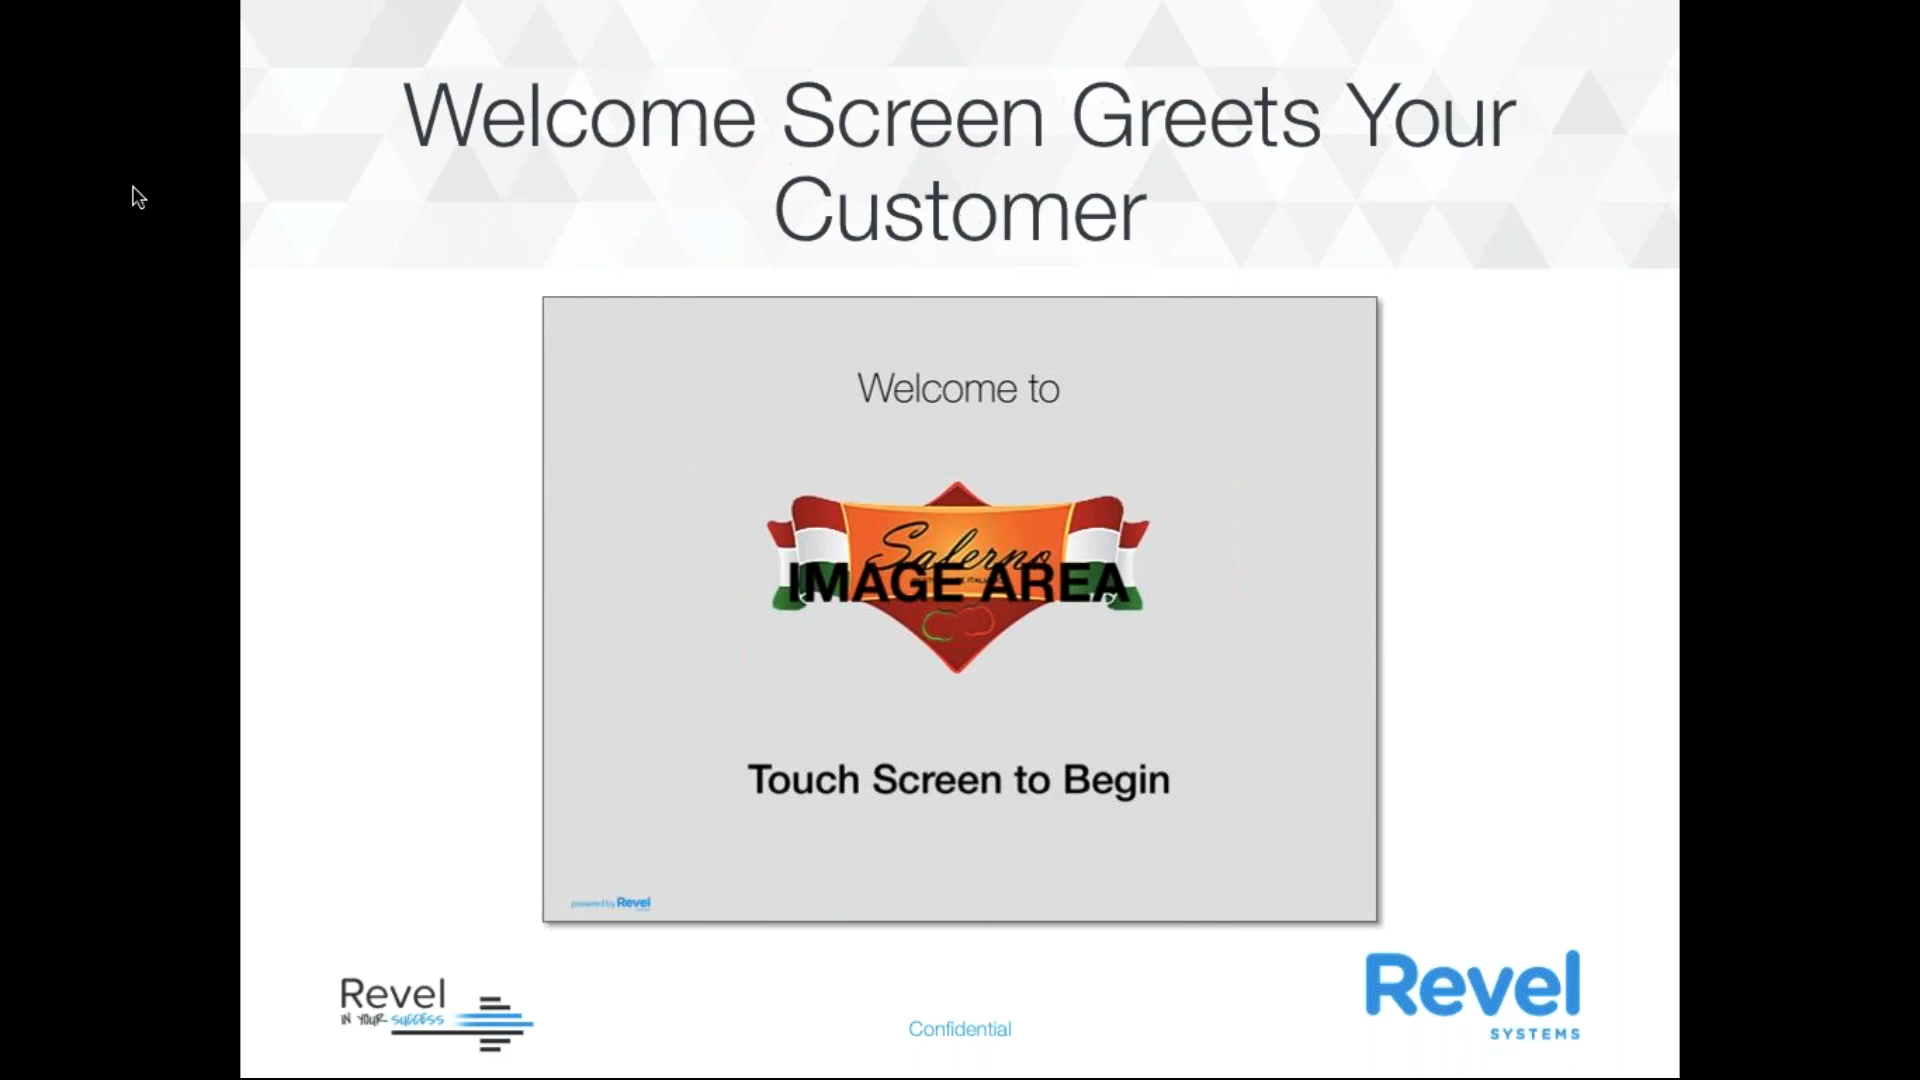 Welcome Screen Greets Your
Customer
Welcome to
Salerno
IMAGE AREA
Touch Screen to Begin
powered by Revel
Revel
IN YOUR SUCCESS
Confidential
Revel
SYSTEMS